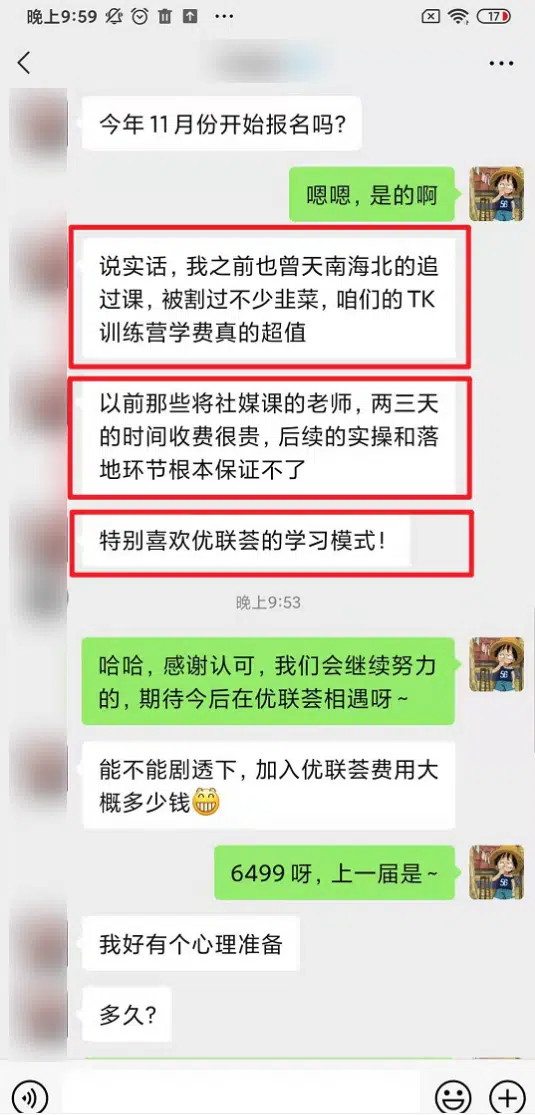 晚上9:59
17
今年11月份开始报名吗?
嗯嗯，是的啊
说实话，我之前也曾天南海北的追
过课，被割过不少韭菜，咱们的TK
训练营学费真的超值
以前那些将社媒课的老师，两三天
的时间收费很贵，后续的实操和落
地环节根本保证不了
特别喜欢优联荟的学习模式！
晚上9:53
哈哈，感谢认可，我们会继续努力
的，期待今后在优联荟相遇呀~
能不能剧透下，加入优联荟费用大
概多少钱
6499呀，上一届是~
我好有个心理准备
多久?